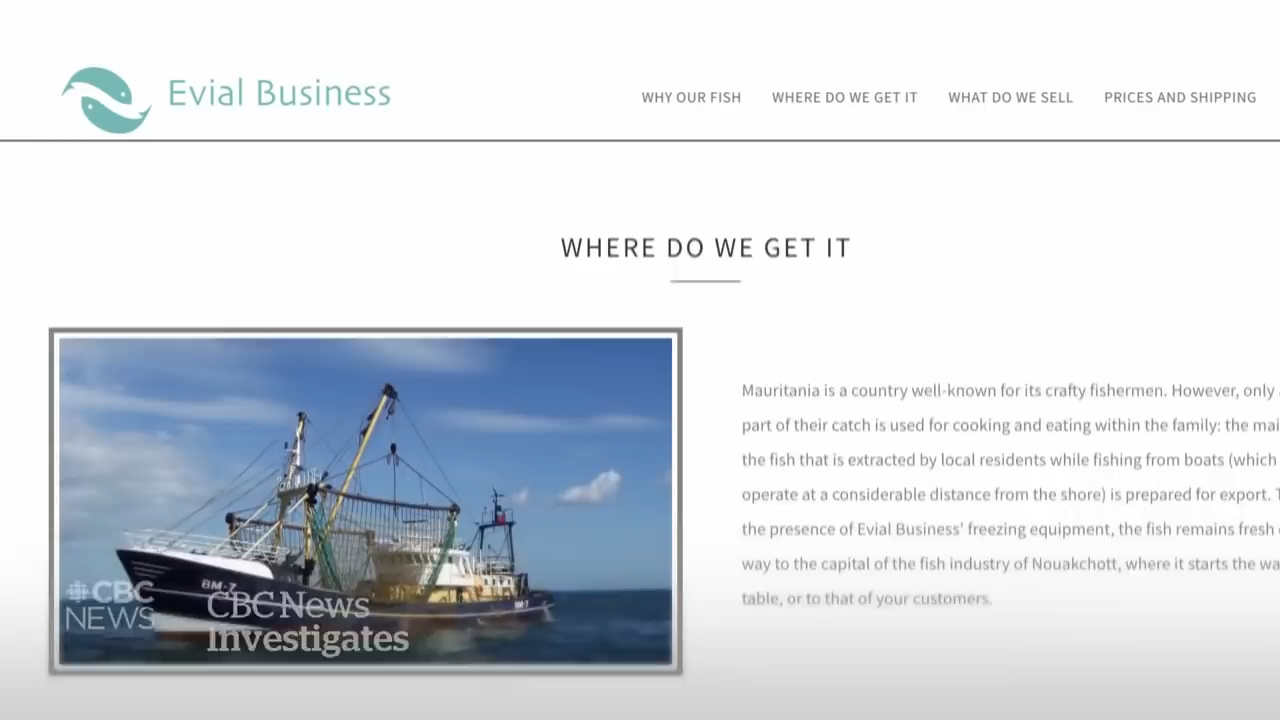 Evial Business
WHY OUR FISH WHERE DO WE GET IT WHAT DO WE SELL PRICES AND SHIPPING
WHERE DO WE GET IT
Mauritania is a country well-known for its crafty fishermen. However, only
part of their catch is used for cooking and eating within the family: the mai
the fish that is extracted by local residents while fishing from boats (which
operate at a considerable distance from the shore) is prepared for export. T
the presence of Evial Business' freezing equipment, the fish remains fresh
way to the capital of the fish industry of Nouakchott, where it starts the wa
table, or to that of your customers.
BM-7
BM-7
CBC
NEWS
CBC News
Investigates